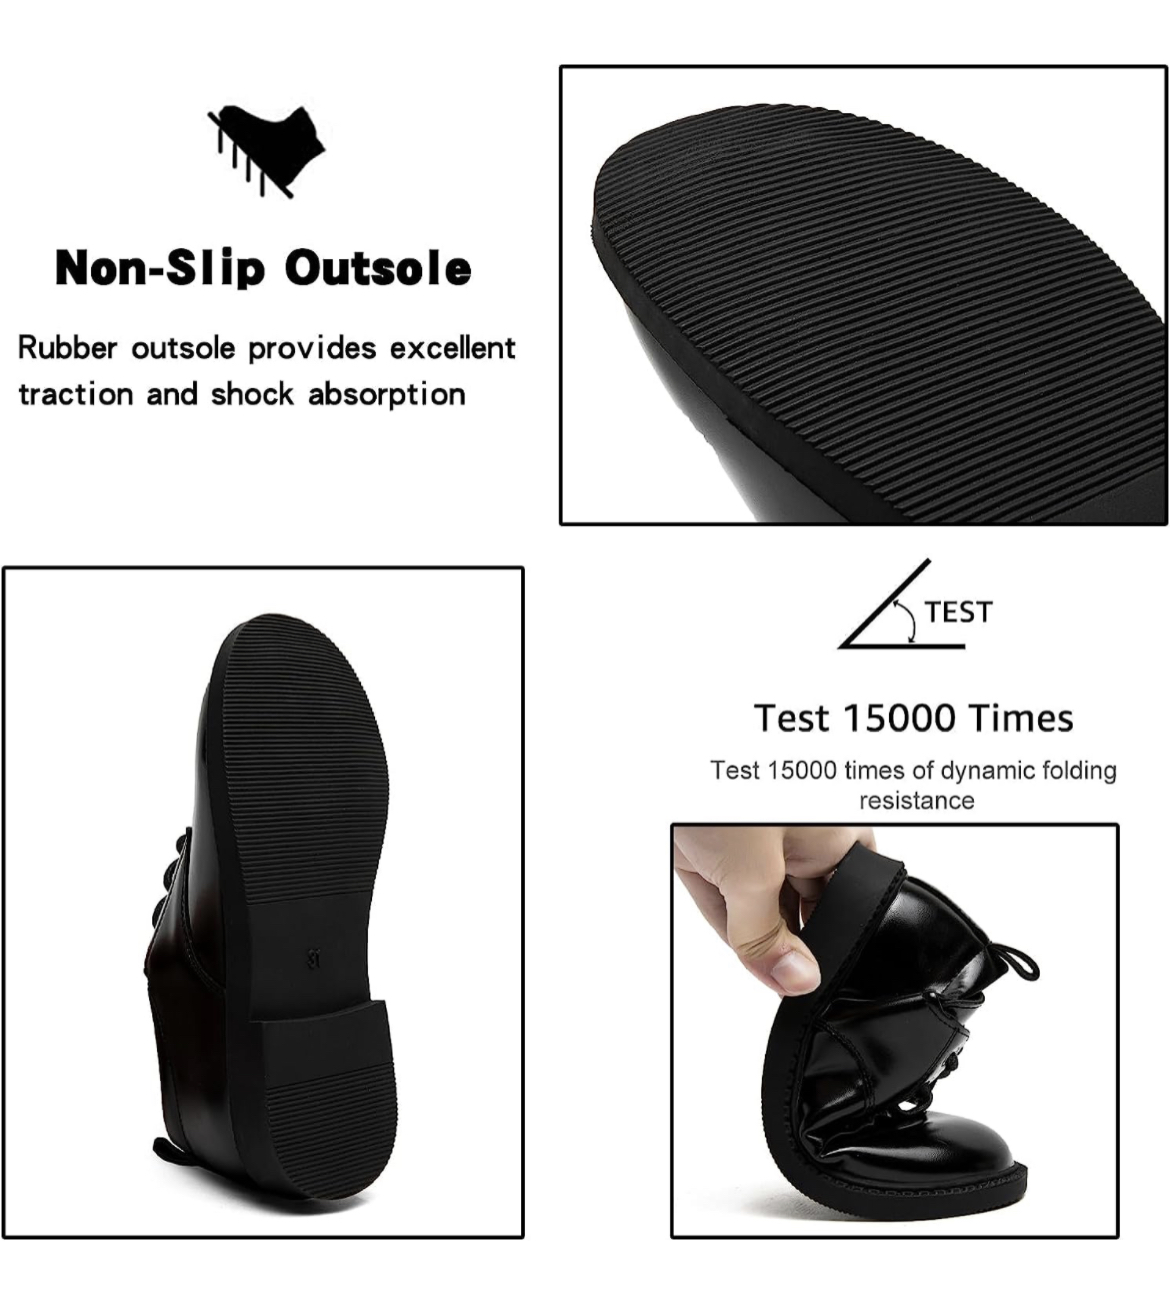 Non-Slip Outsole
Rubber outsole provides excellent
traction and shock absorption
31
TEST
Test 15000 Times
Test 15000 times of dynamic folding
resistance